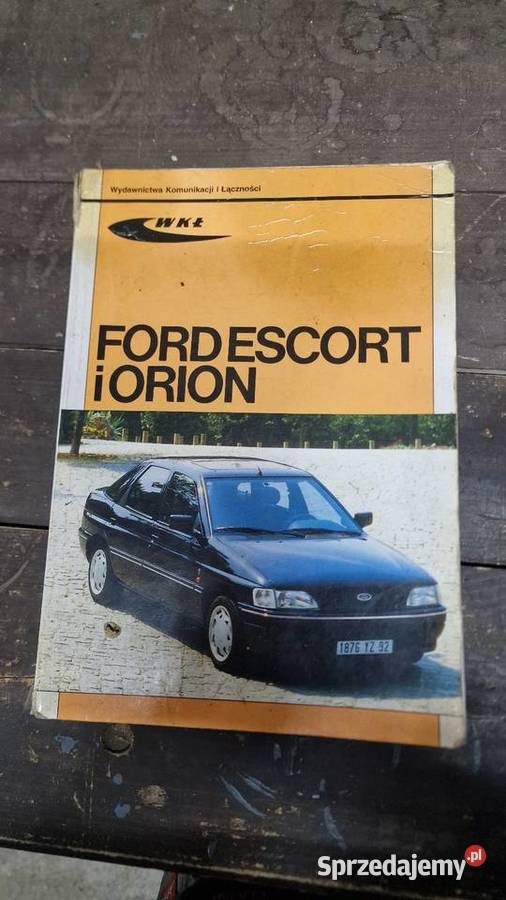 Wydawnictwa Komunikacji i Łączności
WKŁ
FORD ESCORT
i ORION
1876 YZ 92
Sprzedajemy.pl